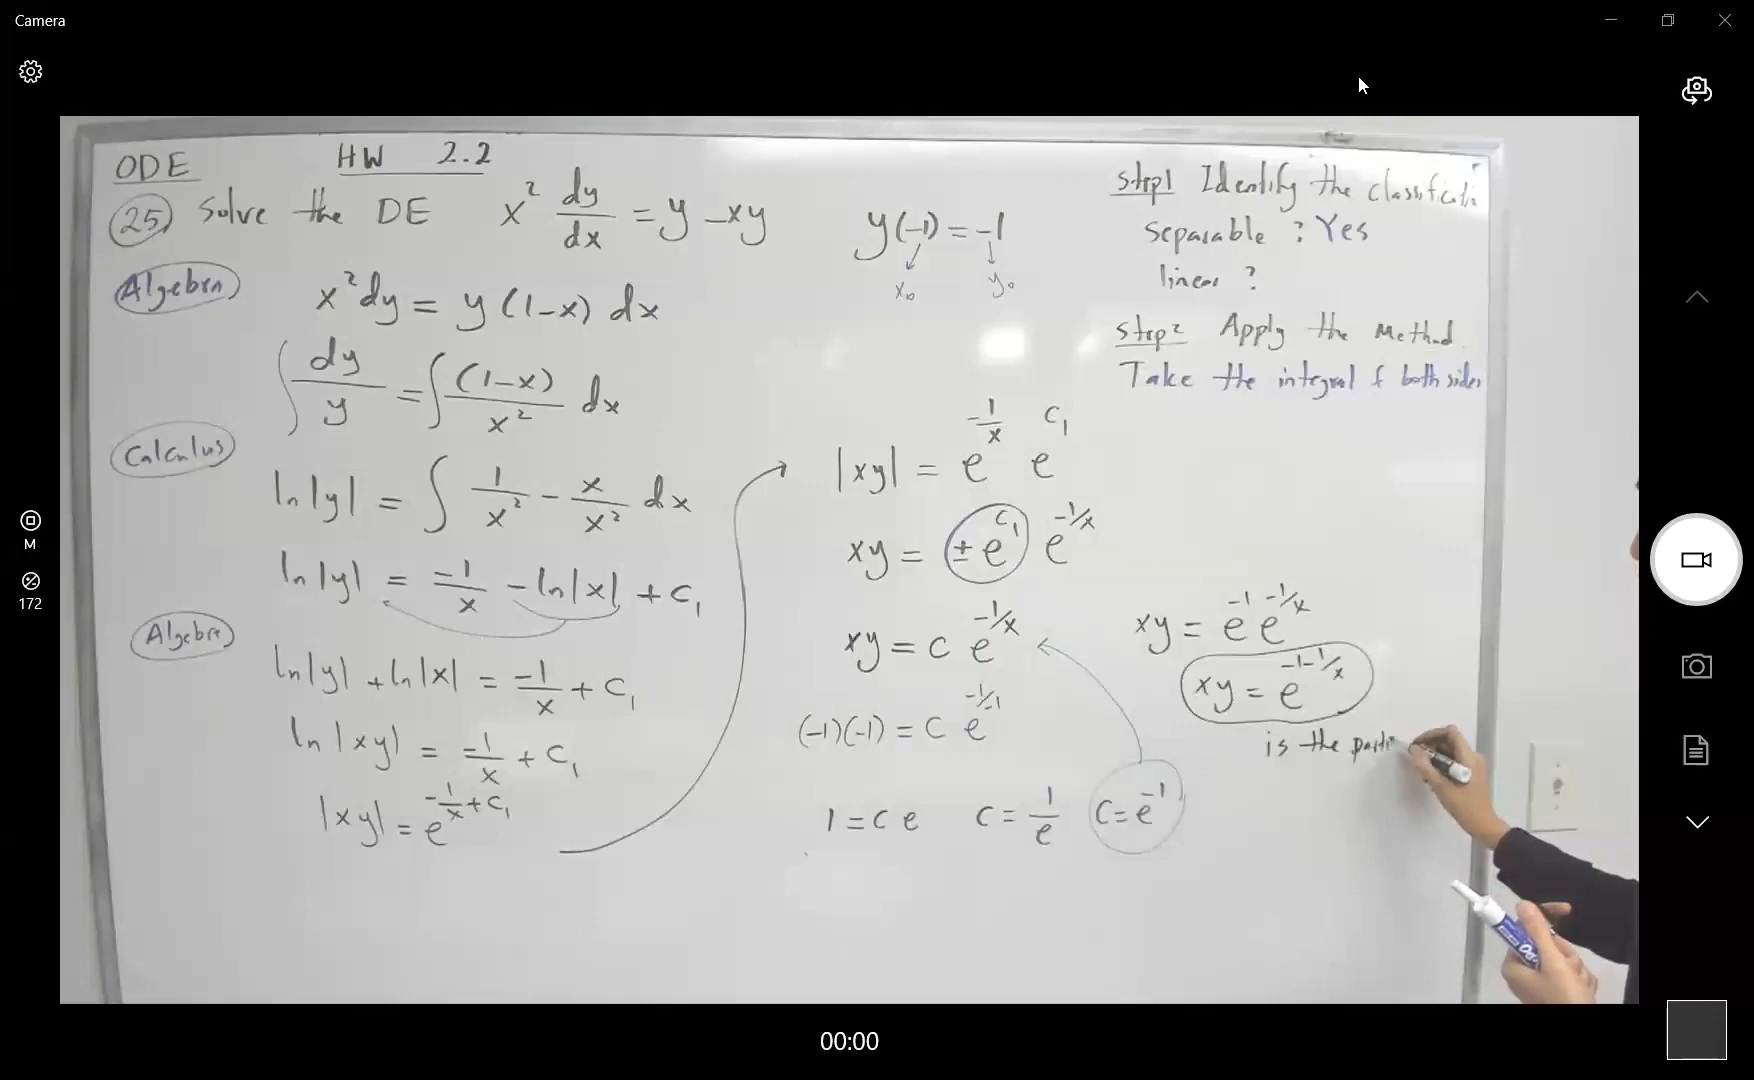 Camera
ODE HW 2.2
(25) Solve the DE x² dy/dx = y - xy y(-1) = -1
x₀ y₀
Algebra x² dy = y (1-x) dx
∫ dy/y = ∫ (1-x)/x² dx
Calculus
ln|y| = ∫ 1/x² - x/x² dx
ln|y| = -1/x - ln|x| + C₁
Algebra
ln|y| + ln|x| = -1/x + C₁
ln|xy| = -1/x + C₁
|xy| = e^(-1/x + C₁)
|xy| = e^(-1/x) e^(C₁)
xy = ± e^(C₁) e^(-1/x)
xy = C e^(-1/x)
(-1)(-1) = C e^(-1/-1)
1 = C e C = 1/e C = e^(-1)
Step1 Identify the classificati
separable ? Yes
linear ?
Step2 Apply the Method.
Take the integral of both sides
xy = e^(-1) e^(-1/x)
xy = e^(-1-1/x)
is the parti
M
172
00:00